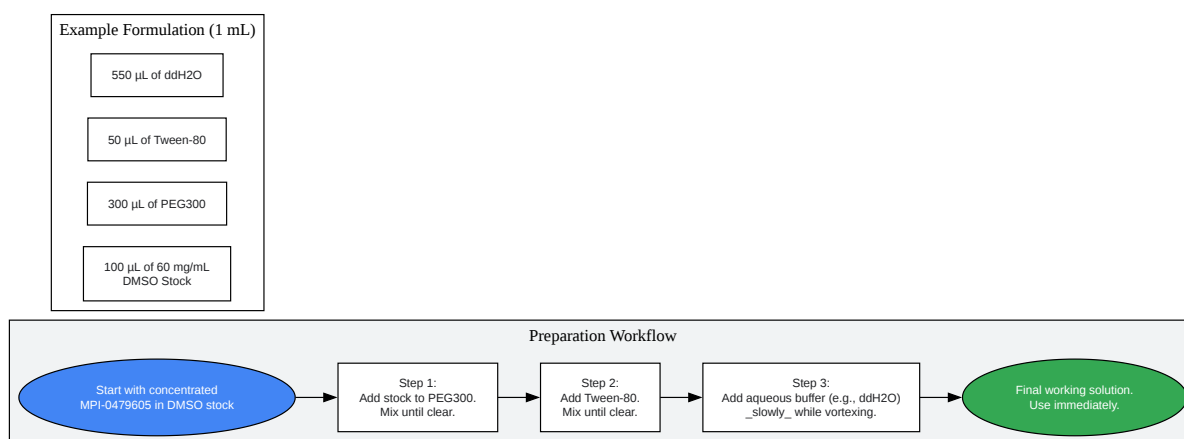 Example Formulation (1 mL)
550 µL of ddH2O
50 µL of Tween-80
300 µL of PEG300
100 µL of 60 mg/mL
DMSO Stock
Preparation Workflow
Start with concentrated
MPI-0479605 in DMSO stock
Step 1:
Add stock to PEG300.
Mix until clear.
Step 2:
Add Tween-80.
Mix until clear.
Step 3:
Add aqueous buffer (e.g., ddH2O)
_slowly_ while vortexing.
Final working solution.
Use immediately.